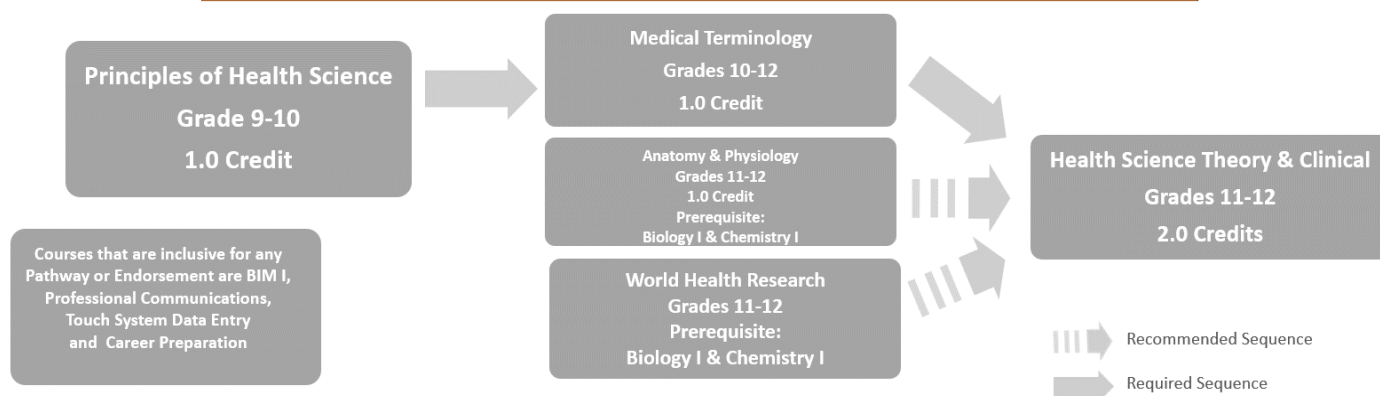 Principles of Health Science
Grade 9-10
1.0 Credit
Courses that are inclusive for any
Pathway or Endorsement are BIM I,
Professional Communications,
Touch System Data Entry
and Career Preparation
Medical Terminology
Grades 10-12
1.0 Credit
Anatomy & Physiology
Grades 11-12
1.0 Credit
Prerequisite:
Biology I & Chemistry I
World Health Research
Grades 11-12
Prerequisite:
Biology I & Chemistry I
Health Science Theory & Clinical
Grades 11-12
2.0 Credits
Recommended Sequence
Required Sequence